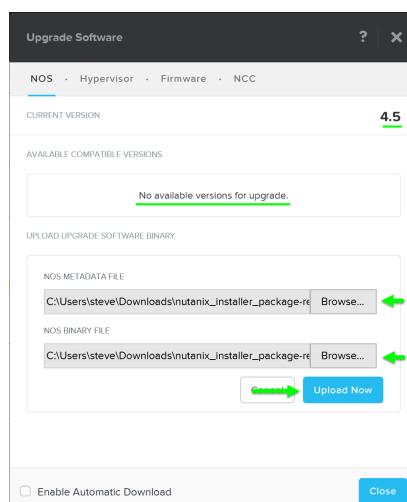 Upgrade Software ? X
NOS · Hypervisor · Firmware · NCC
CURRENT VERSION 4.5
AVAILABLE COMPATIBLE VERSIONS
No available versions for upgrade.
UPLOAD UPGRADE SOFTWARE BINARY
NOS METADATA FILE
C:\Users\steve\Downloads\nutanix_installer_package-re Browse...
NOS BINARY FILE
C:\Users\steve\Downloads\nutanix_installer_package-re Browse...
Cancel Upload Now
Enable Automatic Download Close